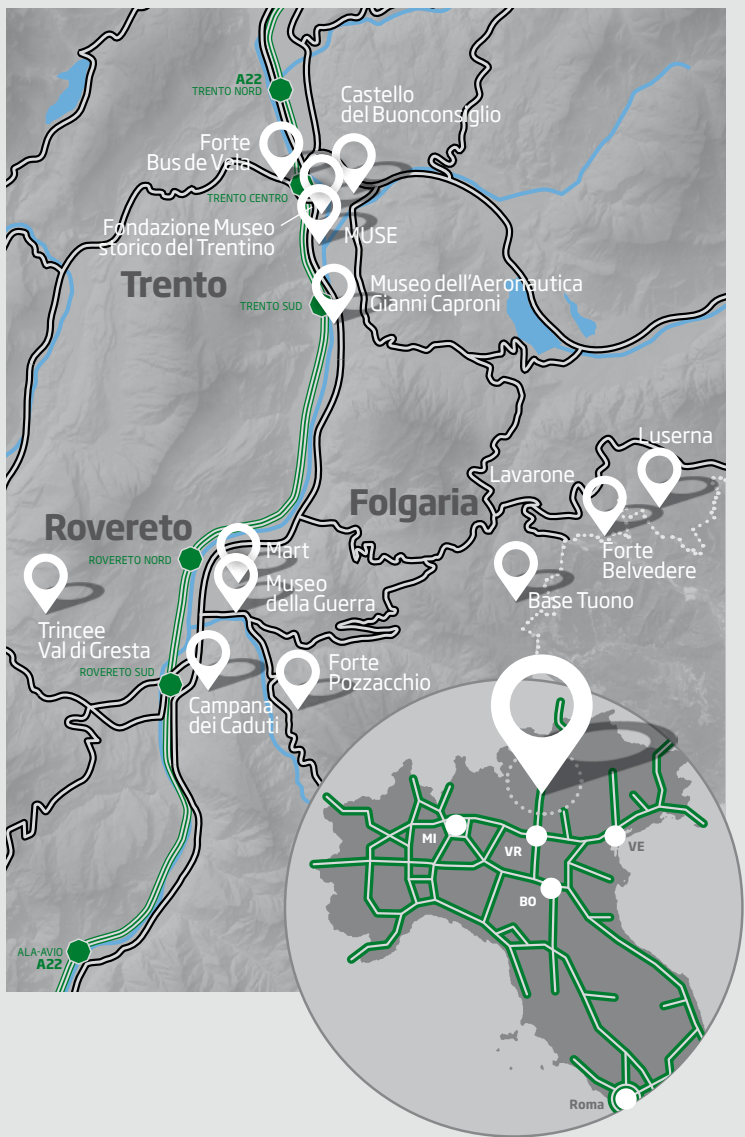 A22
TRENTO NORD
Castello
del Buonconsiglio
Forte
Bus de Vela
TRENTO CENTRO
Fondazione Museo
storico del Trentino
MUSE
Trento
Museo dell'Aeronautica
Gianni Caproni
TRENTO SUD
Luserna
Lavarone
Folgaria
Rovereto
Forte
Belvedere
ROVERETO NORD
Mart
Museo
della Guerra
Base Tuono
Trincee
Val di Gresta
ROVERETO SUD
Forte
Pozzacchio
Campana
dei Caduti
MI
VR
VE
BO
ALA-AVIO
A22
Roma